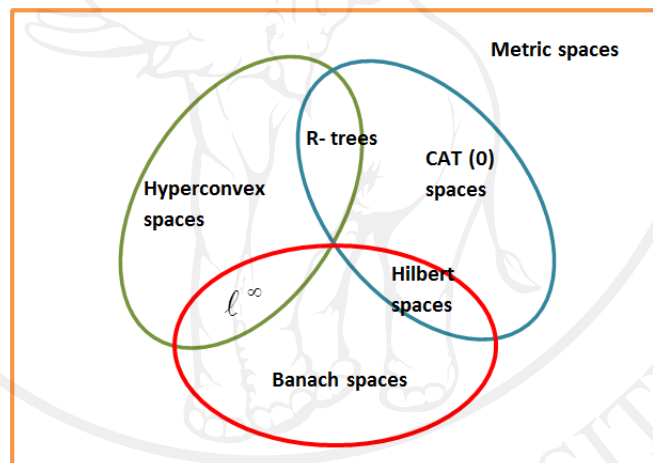 Metric spaces
R- trees
CAT (0)
spaces
Hyperconvex
spaces
Hilbert
spaces
ℓ ∞
Banach spaces